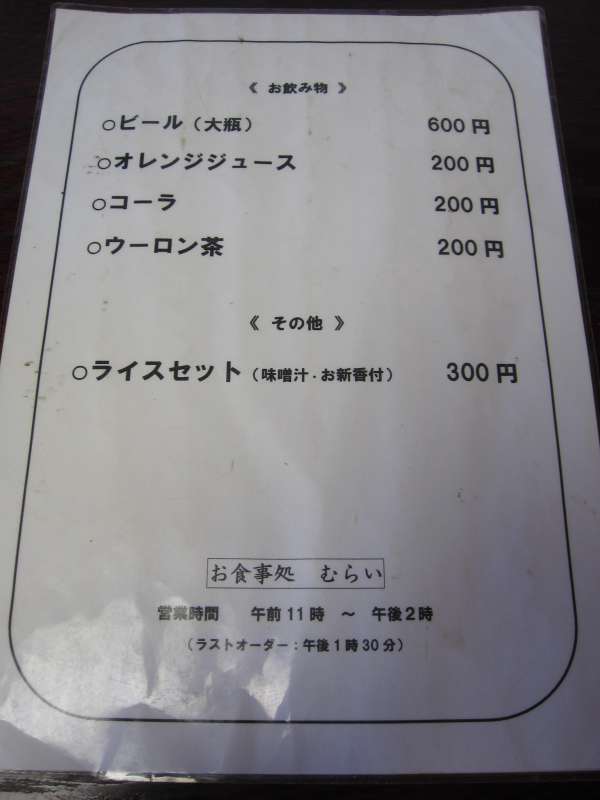 《 お飲み物 》
○ビール（大瓶） 600円
○オレンジジュース 200円
○コーラ 200円
○ウーロン茶 200円
《 その他 》
○ライスセット（味噌汁・お新香付） 300円
お食事処 むらい
営業時間 午前11時 ～ 午後2時
（ラストオーダー：午後1時30分）